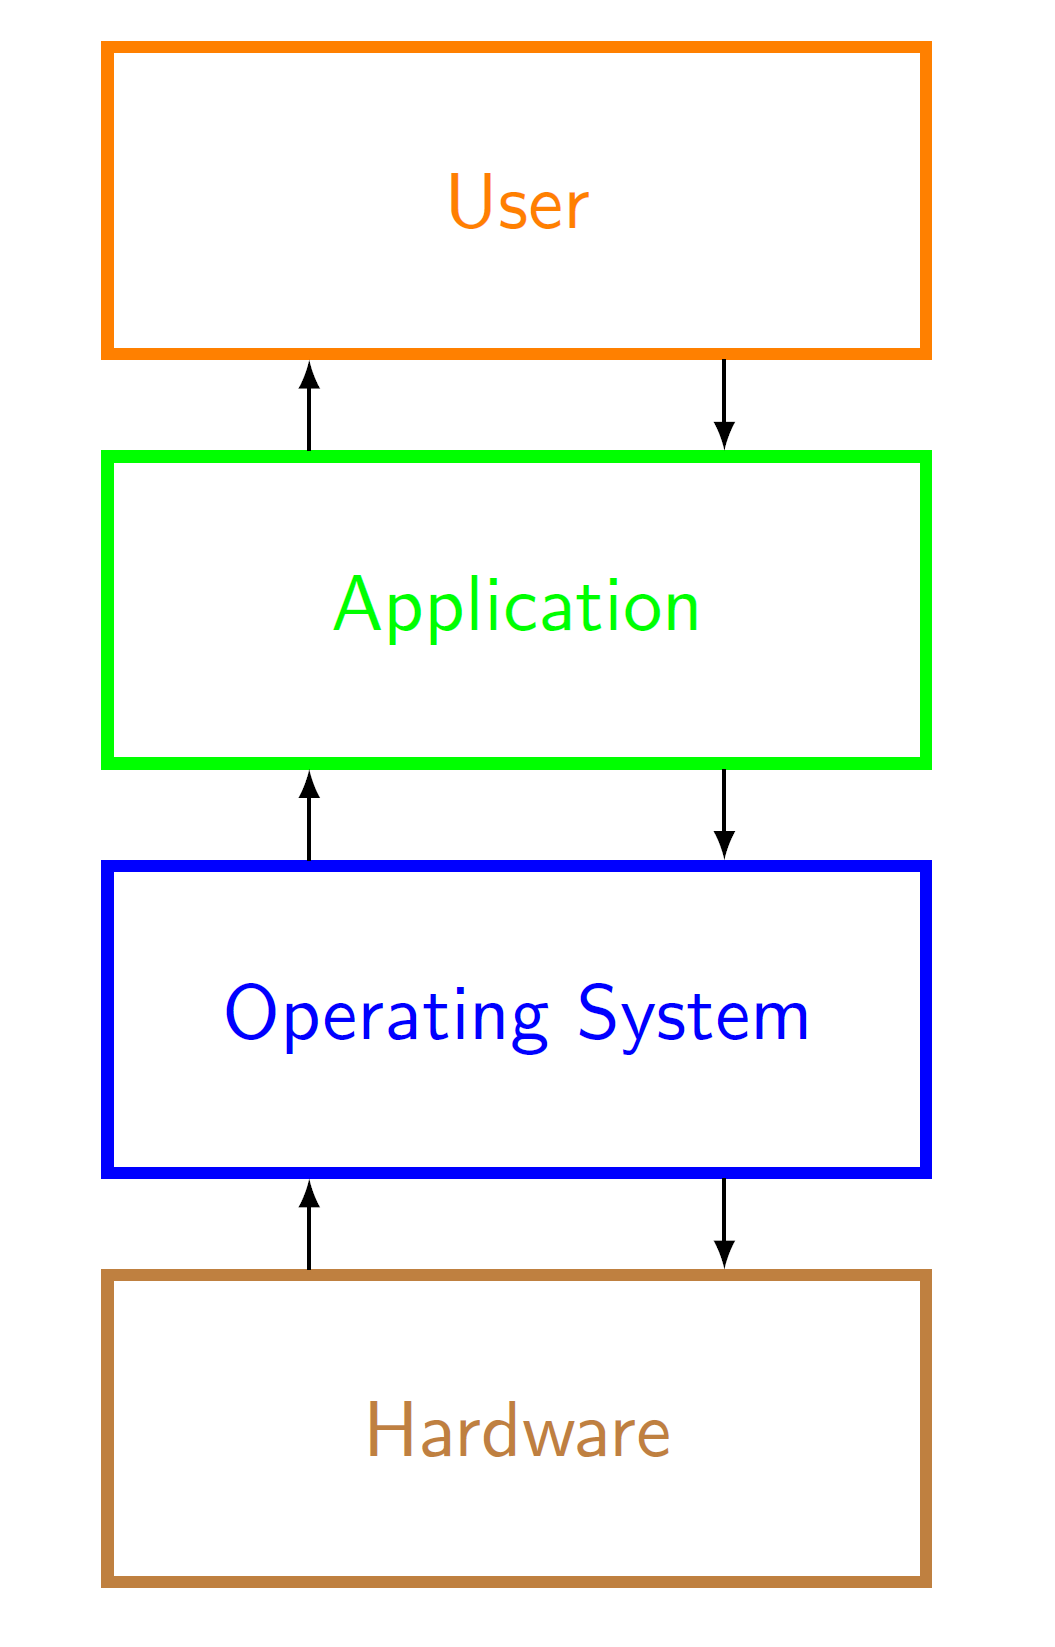 User
Application
Operating System
Hardware